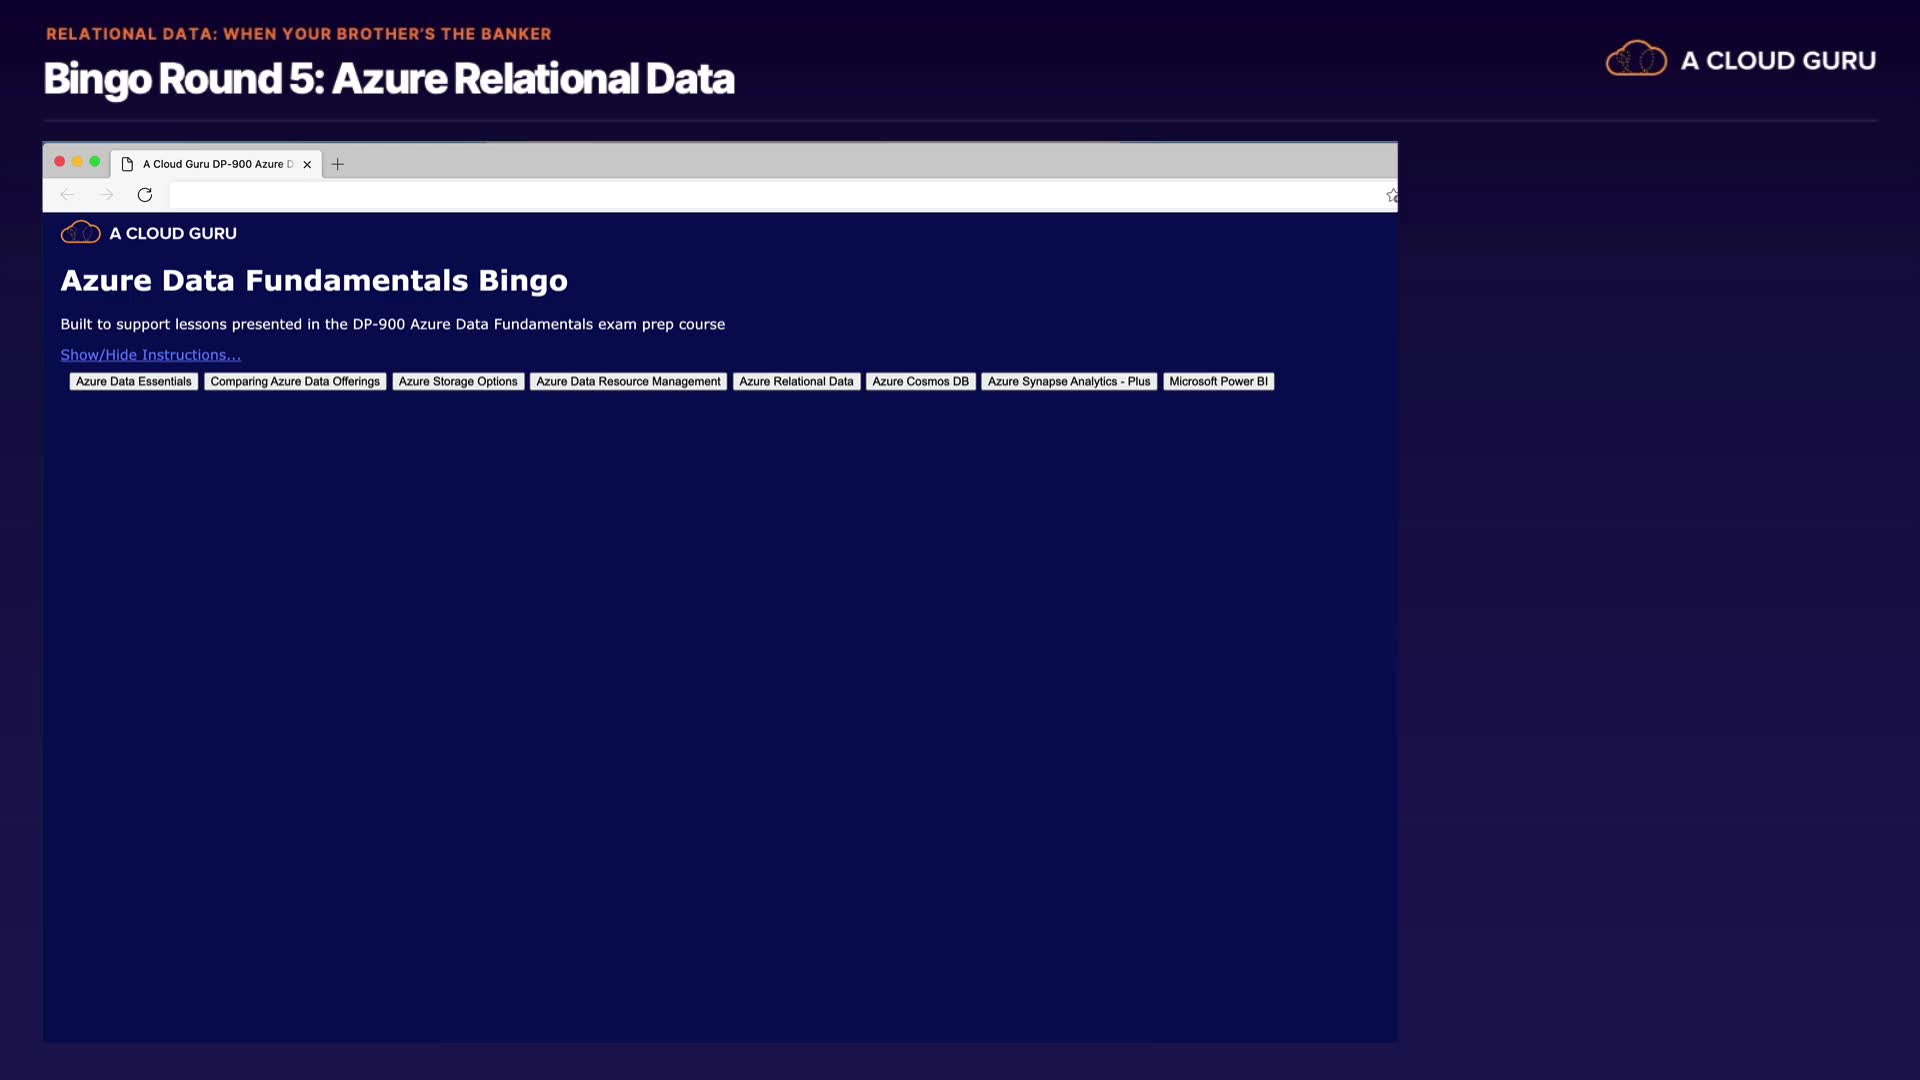 RELATIONAL DATA: WHEN YOUR BROTHER'S THE BANKER
Bingo Round 5: Azure Relational Data
A CLOUD GURU
A Cloud Guru DP-900 Azure D
A CLOUD GURU
Azure Data Fundamentals Bingo
Built to support lessons presented in the DP-900 Azure Data Fundamentals exam prep course
Show/Hide Instructions...
Azure Data Essentials Comparing Azure Data Offerings Azure Storage Options Azure Data Resource Management Azure Relational Data Azure Cosmos DB Azure Synapse Analytics - Plus Microsoft Power BI